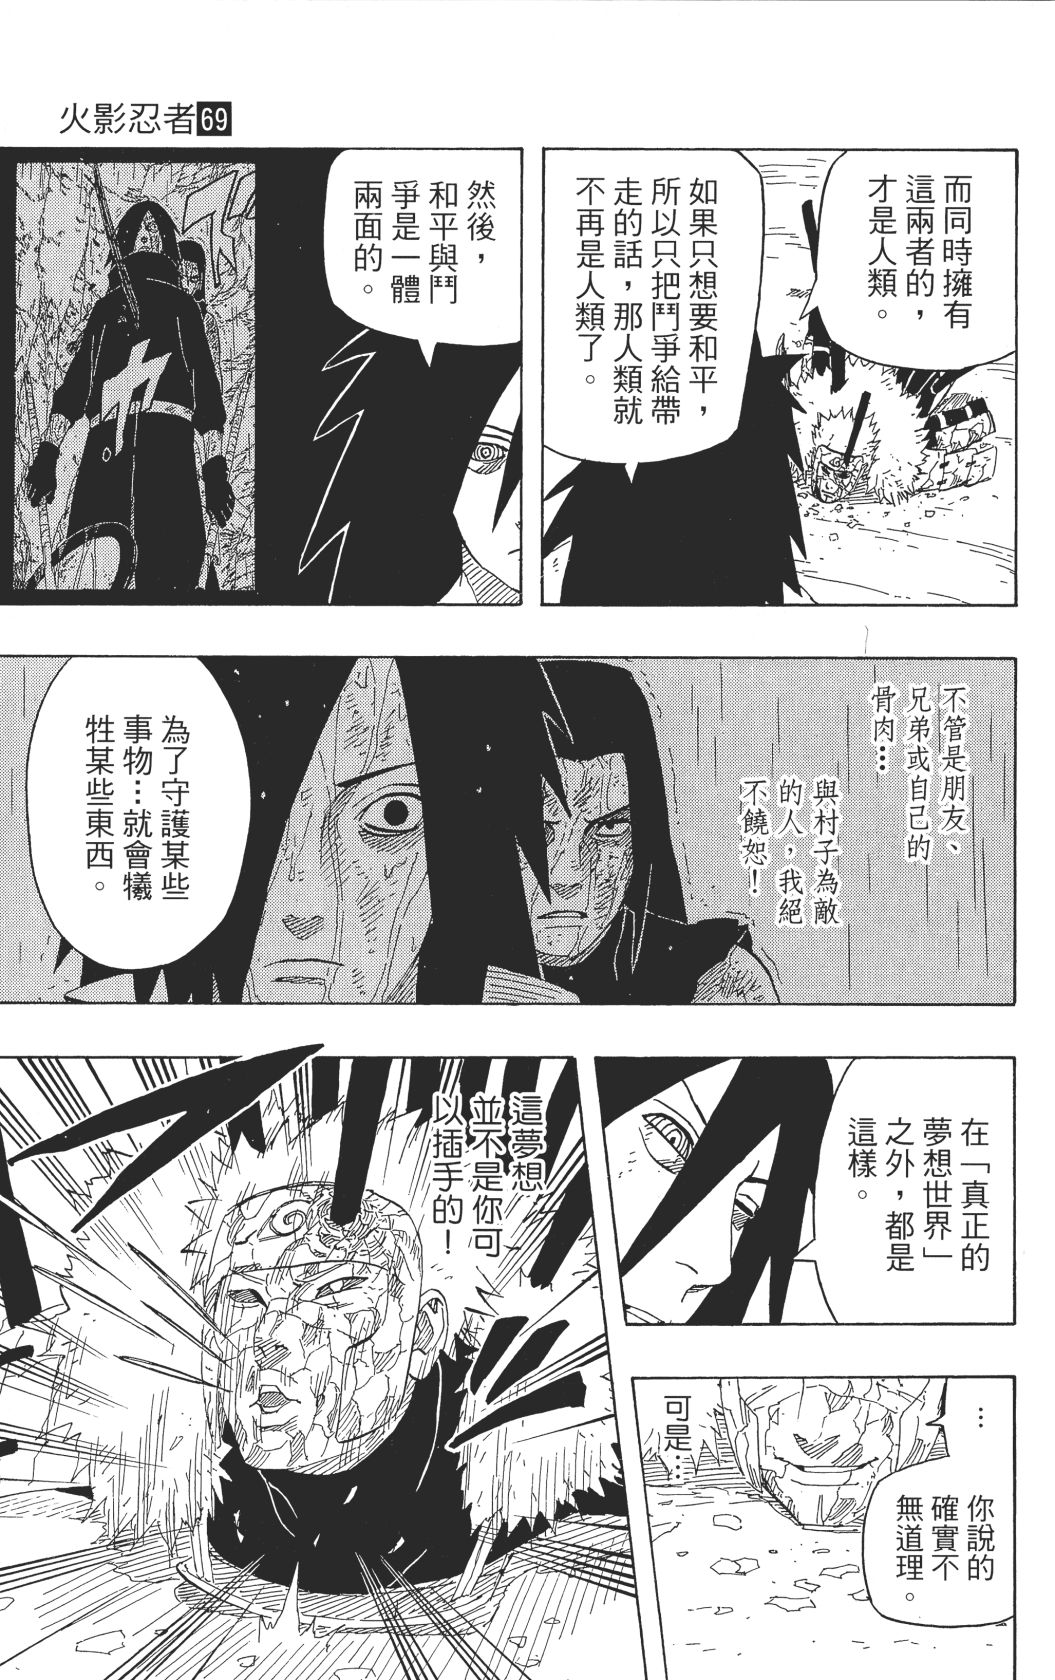 火影忍者69
而同時擁有
這兩者的，
才是人類。
如果只想要和平，
所以只把鬥爭給帶
走的話，那人類就
不再是人類了。
然後，
和平與鬥
爭是一體
兩面的。
不管是朋友、
兄弟或自己的
骨肉…
與村子為敵
的人，我絕
不饒恕！
為了守護某些
事物…就會犧
牲某些東西。
在「真正的
夢想世界」
之外，都是
這樣。
…
你說的
確實不
無道理。
可是…
這夢想
並不是你可
以插手的！